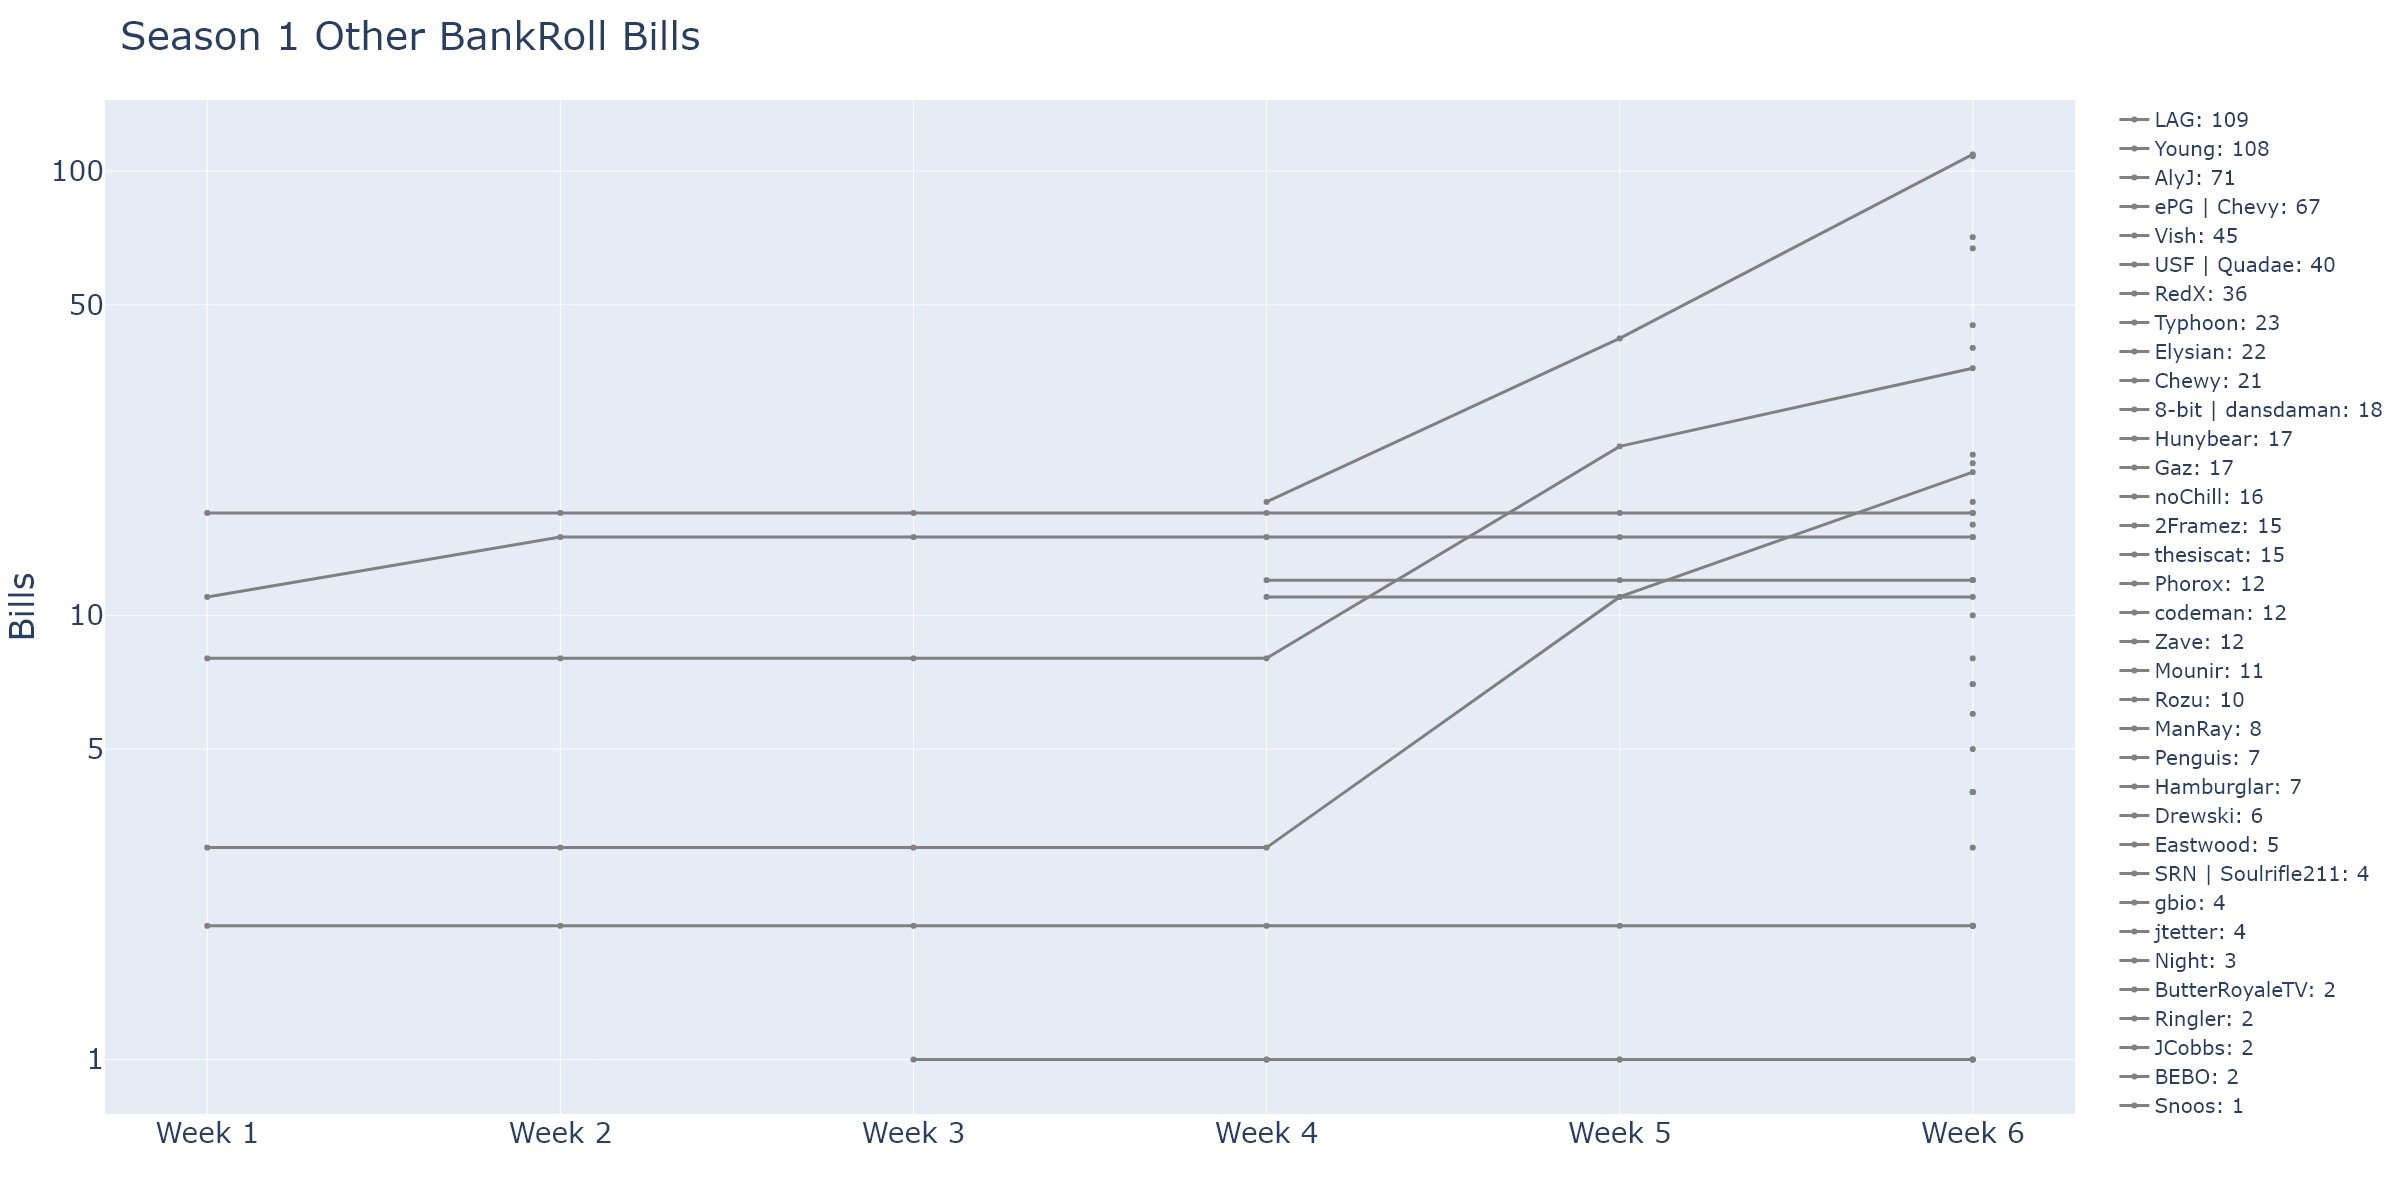 Season 1 Other BankRoll Bills
100
50
10
5
1
Bills
Week 1
Week 2
Week 3
Week 4
Week 5
Week 6
LAG: 109
Young: 108
AlyJ: 71
ePG | Chevy: 67
Vish: 45
USF | Quadae: 40
RedX: 36
Typhoon: 23
Elysian: 22
Chewy: 21
8-bit | dansdaman: 18
Hunybear: 17
Gaz: 17
noChill: 16
2Framez: 15
thesiscat: 15
Phorox: 12
codeman: 12
Zave: 12
Mounir: 11
Rozu: 10
ManRay: 8
Penguis: 7
Hamburglar: 7
Drewski: 6
Eastwood: 5
SRN | Soulrifle211: 4
gbio: 4
jtetter: 4
Night: 3
ButterRoyaleTV: 2
Ringler: 2
JCobbs: 2
BEBO: 2
Snoos: 1